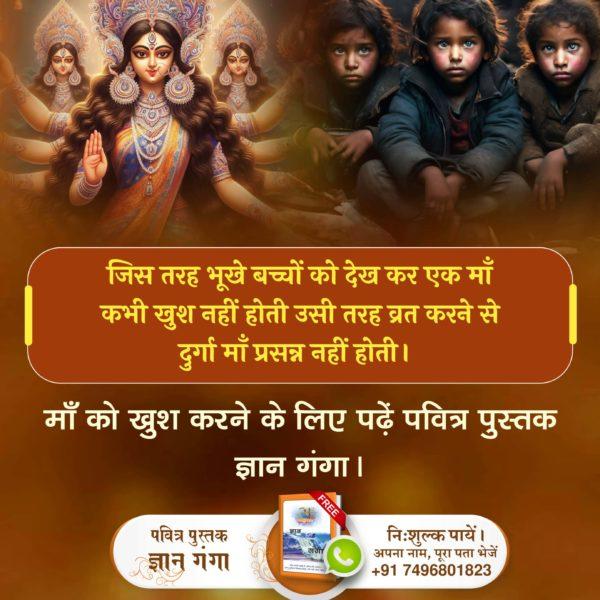 जिस तरह भूखे बच्चों को देख कर एक माँ
कभी खुश नहीं होती उसी तरह व्रत करने से
दुर्गा माँ प्रसन्न नहीं होती।
माँ को खुश करने के लिए पढ़ें पवित्र पुस्तक
ज्ञान गंगा।
पवित्र पुस्तक
ज्ञान गंगा
FREE
ज्ञान
गंगा
निःशुल्क पायें।
अपना नाम, पूरा पता भेजें
+91 7496801823